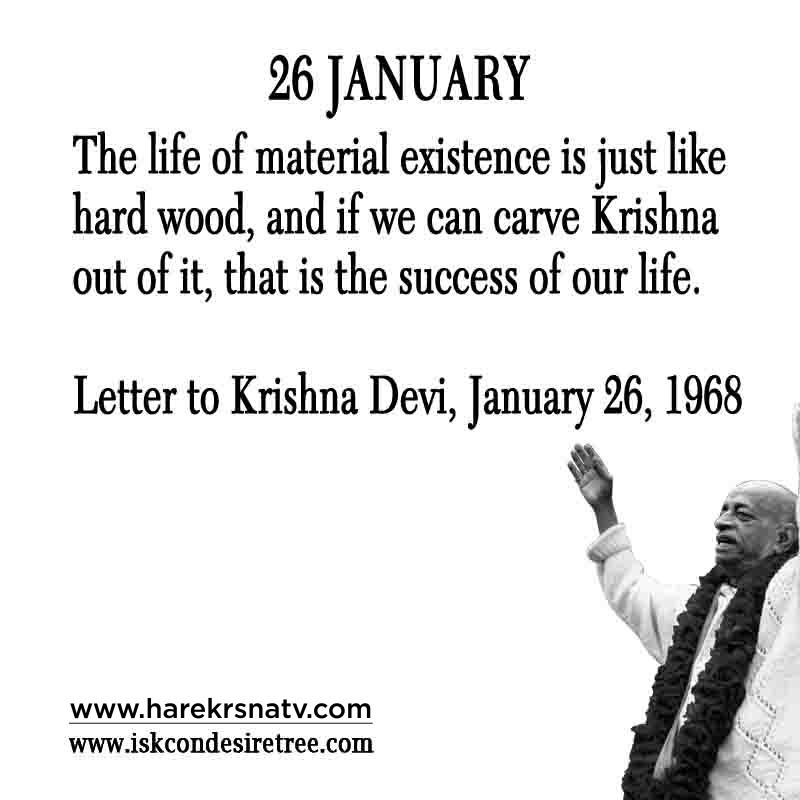 26 JANUARY
The life of material existence is just like
hard wood, and if we can carve Krishna
out of it, that is the success of our life.
Letter to Krishna Devi, January 26, 1968
www.harekrsnatv.com
www.iskcondesiretree.com